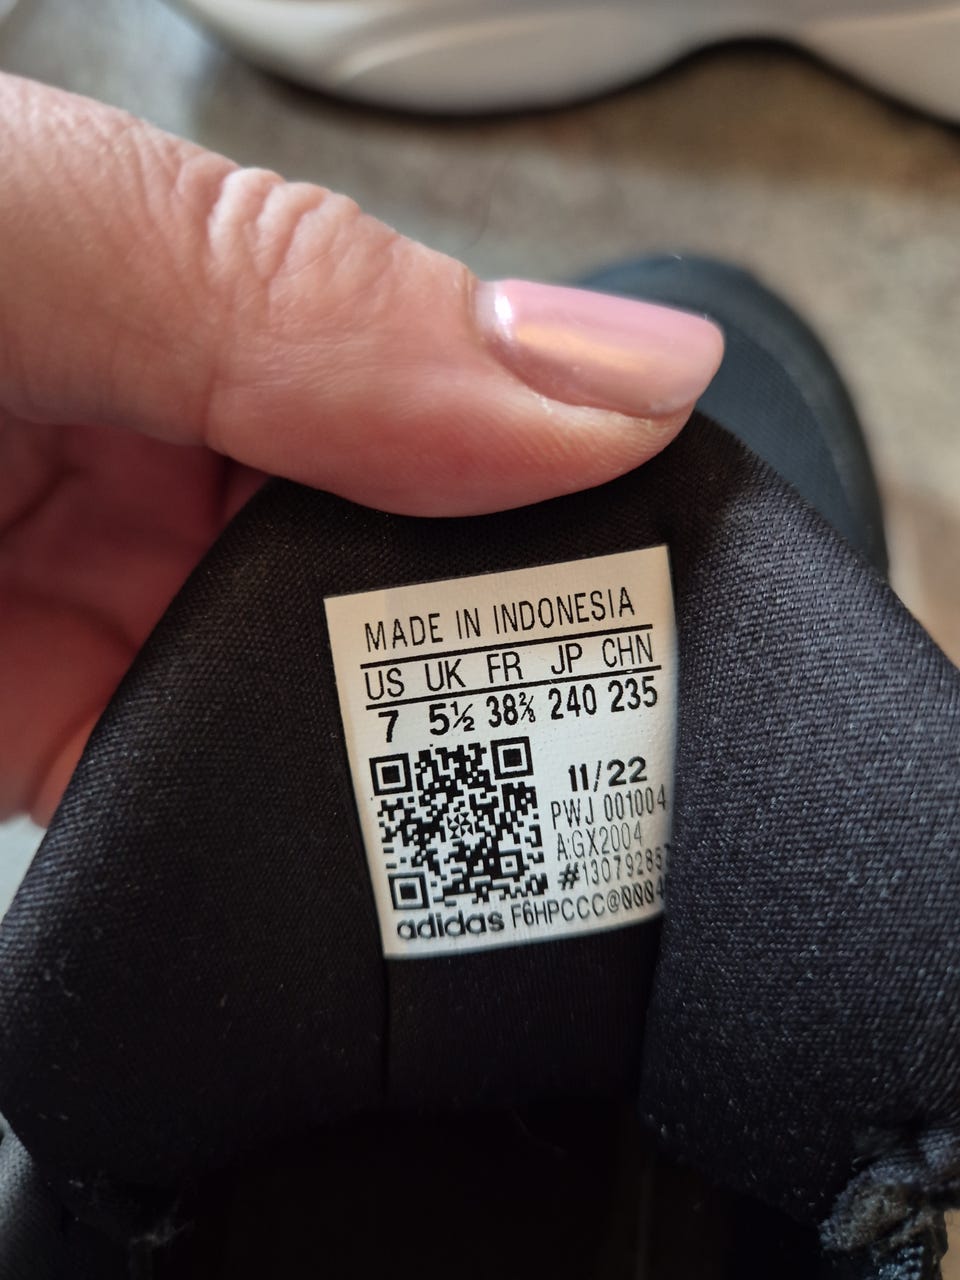 MADE IN INDONESIA
US UK FR JP CHN
7 5½ 38⅔ 240 235
11/22
PWJ 001004
AGX2004
adidas